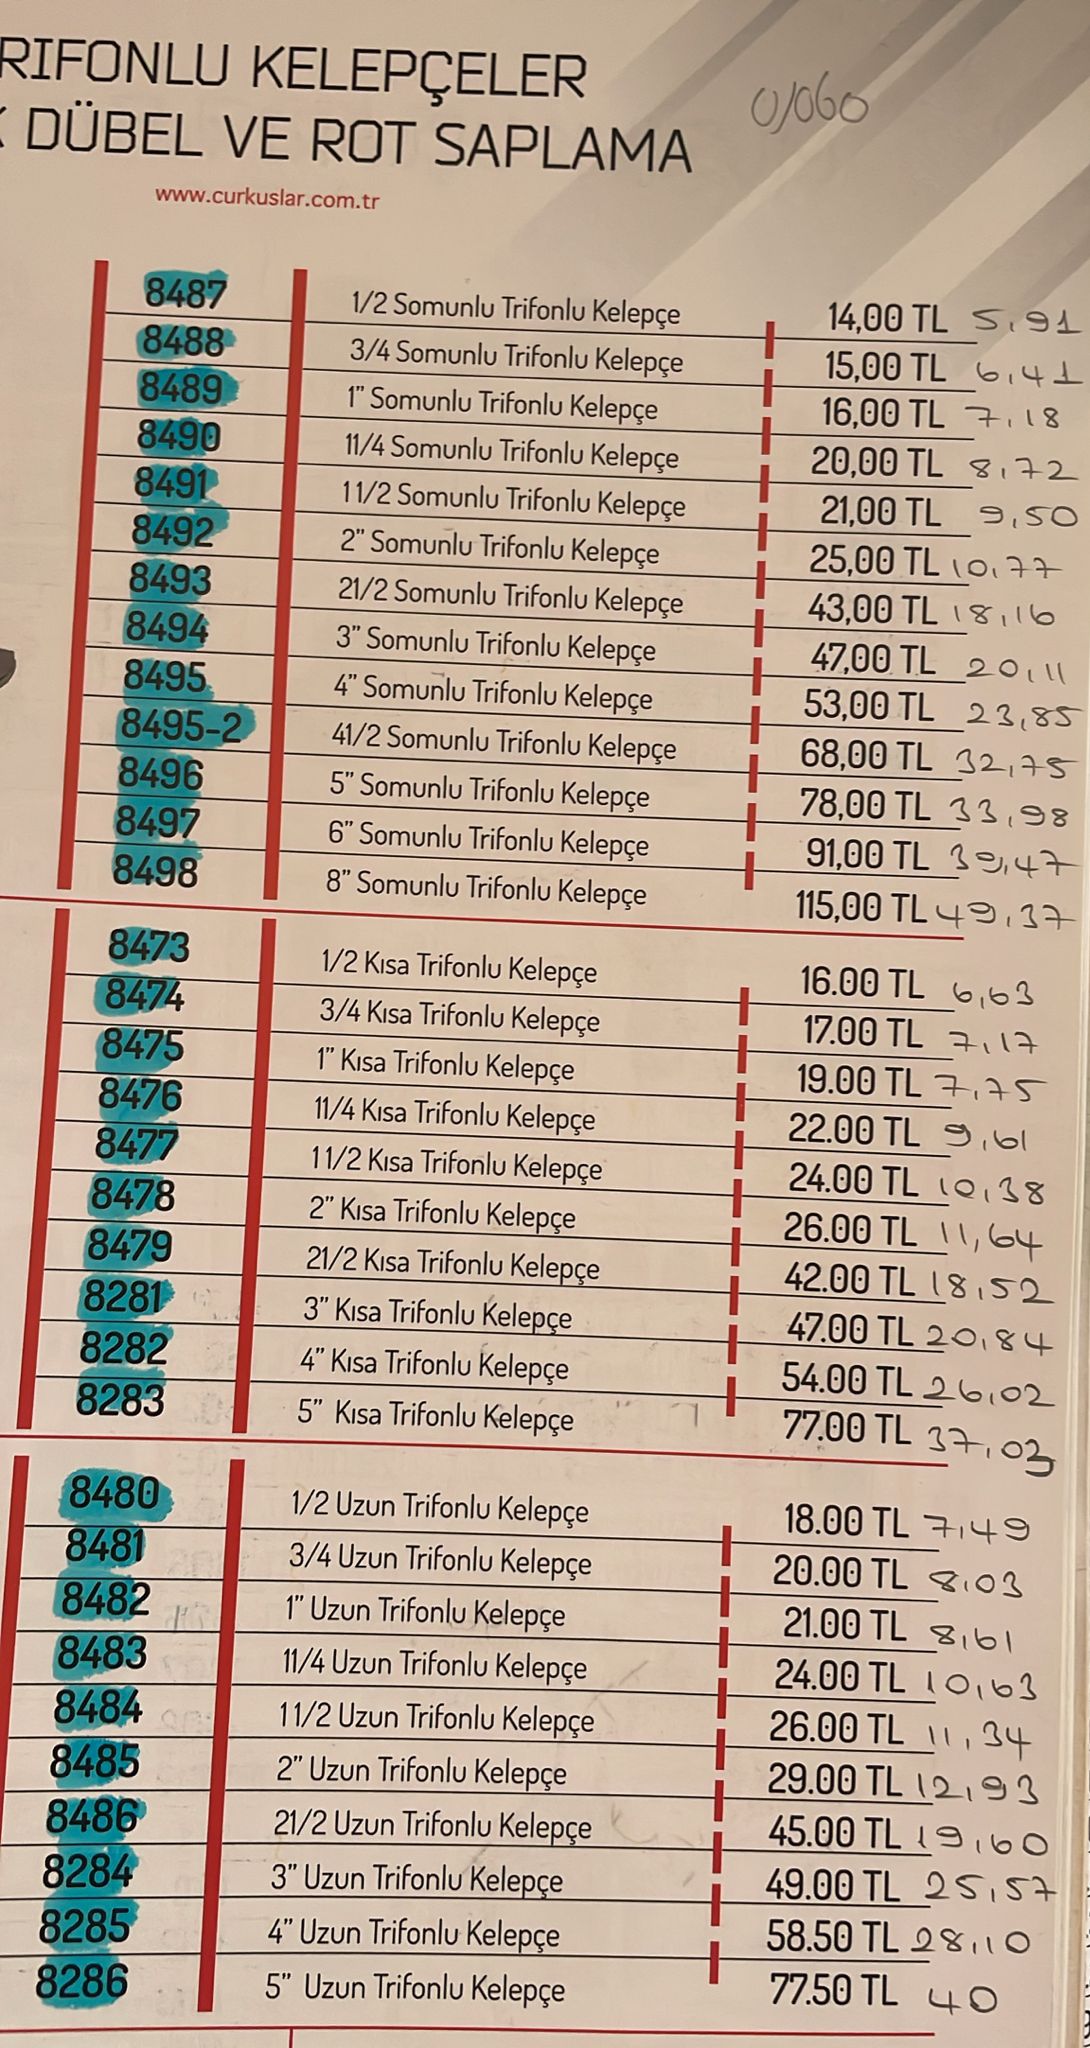 RIFONLU KELEPÇELER
DÜBEL VE ROT SAPLAMA
0/060
www.curkuslar.com.tr
8487 1/2 Somunlu Trifonlu Kelepçe 14,00 TL 5,91
8488 3/4 Somunlu Trifonlu Kelepçe 15,00 TL 6,41
8489 1” Somunlu Trifonlu Kelepçe 16,00 TL 7,18
8490 11/4 Somunlu Trifonlu Kelepçe 20,00 TL 8,72
8491 11/2 Somunlu Trifonlu Kelepçe 21,00 TL 9,50
8492 2” Somunlu Trifonlu Kelepçe 25,00 TL 10,77
8493 21/2 Somunlu Trifonlu Kelepçe 43,00 TL 18,16
8494 3” Somunlu Trifonlu Kelepçe 47,00 TL 20,11
8495 4” Somunlu Trifonlu Kelepçe 53,00 TL 23,85
8495-2 41/2 Somunlu Trifonlu Kelepçe 68,00 TL 32,75
8496 5” Somunlu Trifonlu Kelepçe 78,00 TL 33,98
8497 6” Somunlu Trifonlu Kelepçe 91,00 TL 39,47
8498 8” Somunlu Trifonlu Kelepçe 115,00 TL 49,37
8473 1/2 Kısa Trifonlu Kelepçe 16.00 TL 6,63
8474 3/4 Kısa Trifonlu Kelepçe 17.00 TL 7,17
8475 1” Kısa Trifonlu Kelepçe 19.00 TL 7,75
8476 11/4 Kısa Trifonlu Kelepçe 22.00 TL 9,61
8477 11/2 Kısa Trifonlu Kelepçe 24.00 TL 10,38
8478 2” Kısa Trifonlu Kelepçe 26.00 TL 11,64
8479 21/2 Kısa Trifonlu Kelepçe 42.00 TL 18,52
8281 3” Kısa Trifonlu Kelepçe 47.00 TL 20,84
8282 4” Kısa Trifonlu Kelepçe 54.00 TL 26,02
8283 5” Kısa Trifonlu Kelepçe 77.00 TL 37,03
8480 1/2 Uzun Trifonlu Kelepçe 18.00 TL 7,49
8481 3/4 Uzun Trifonlu Kelepçe 20.00 TL 8,03
8482 1” Uzun Trifonlu Kelepçe 21.00 TL 8,61
8483 11/4 Uzun Trifonlu Kelepçe 24.00 TL 10,63
8484 11/2 Uzun Trifonlu Kelepçe 26.00 TL 11,34
8485 2” Uzun Trifonlu Kelepçe 29.00 TL 12,93
8486 21/2 Uzun Trifonlu Kelepçe 45.00 TL 19,60
8284 3” Uzun Trifonlu Kelepçe 49.00 TL 25,57
8285 4” Uzun Trifonlu Kelepçe 58.50 TL 28,10
8286 5” Uzun Trifonlu Kelepçe 77.50 TL 40